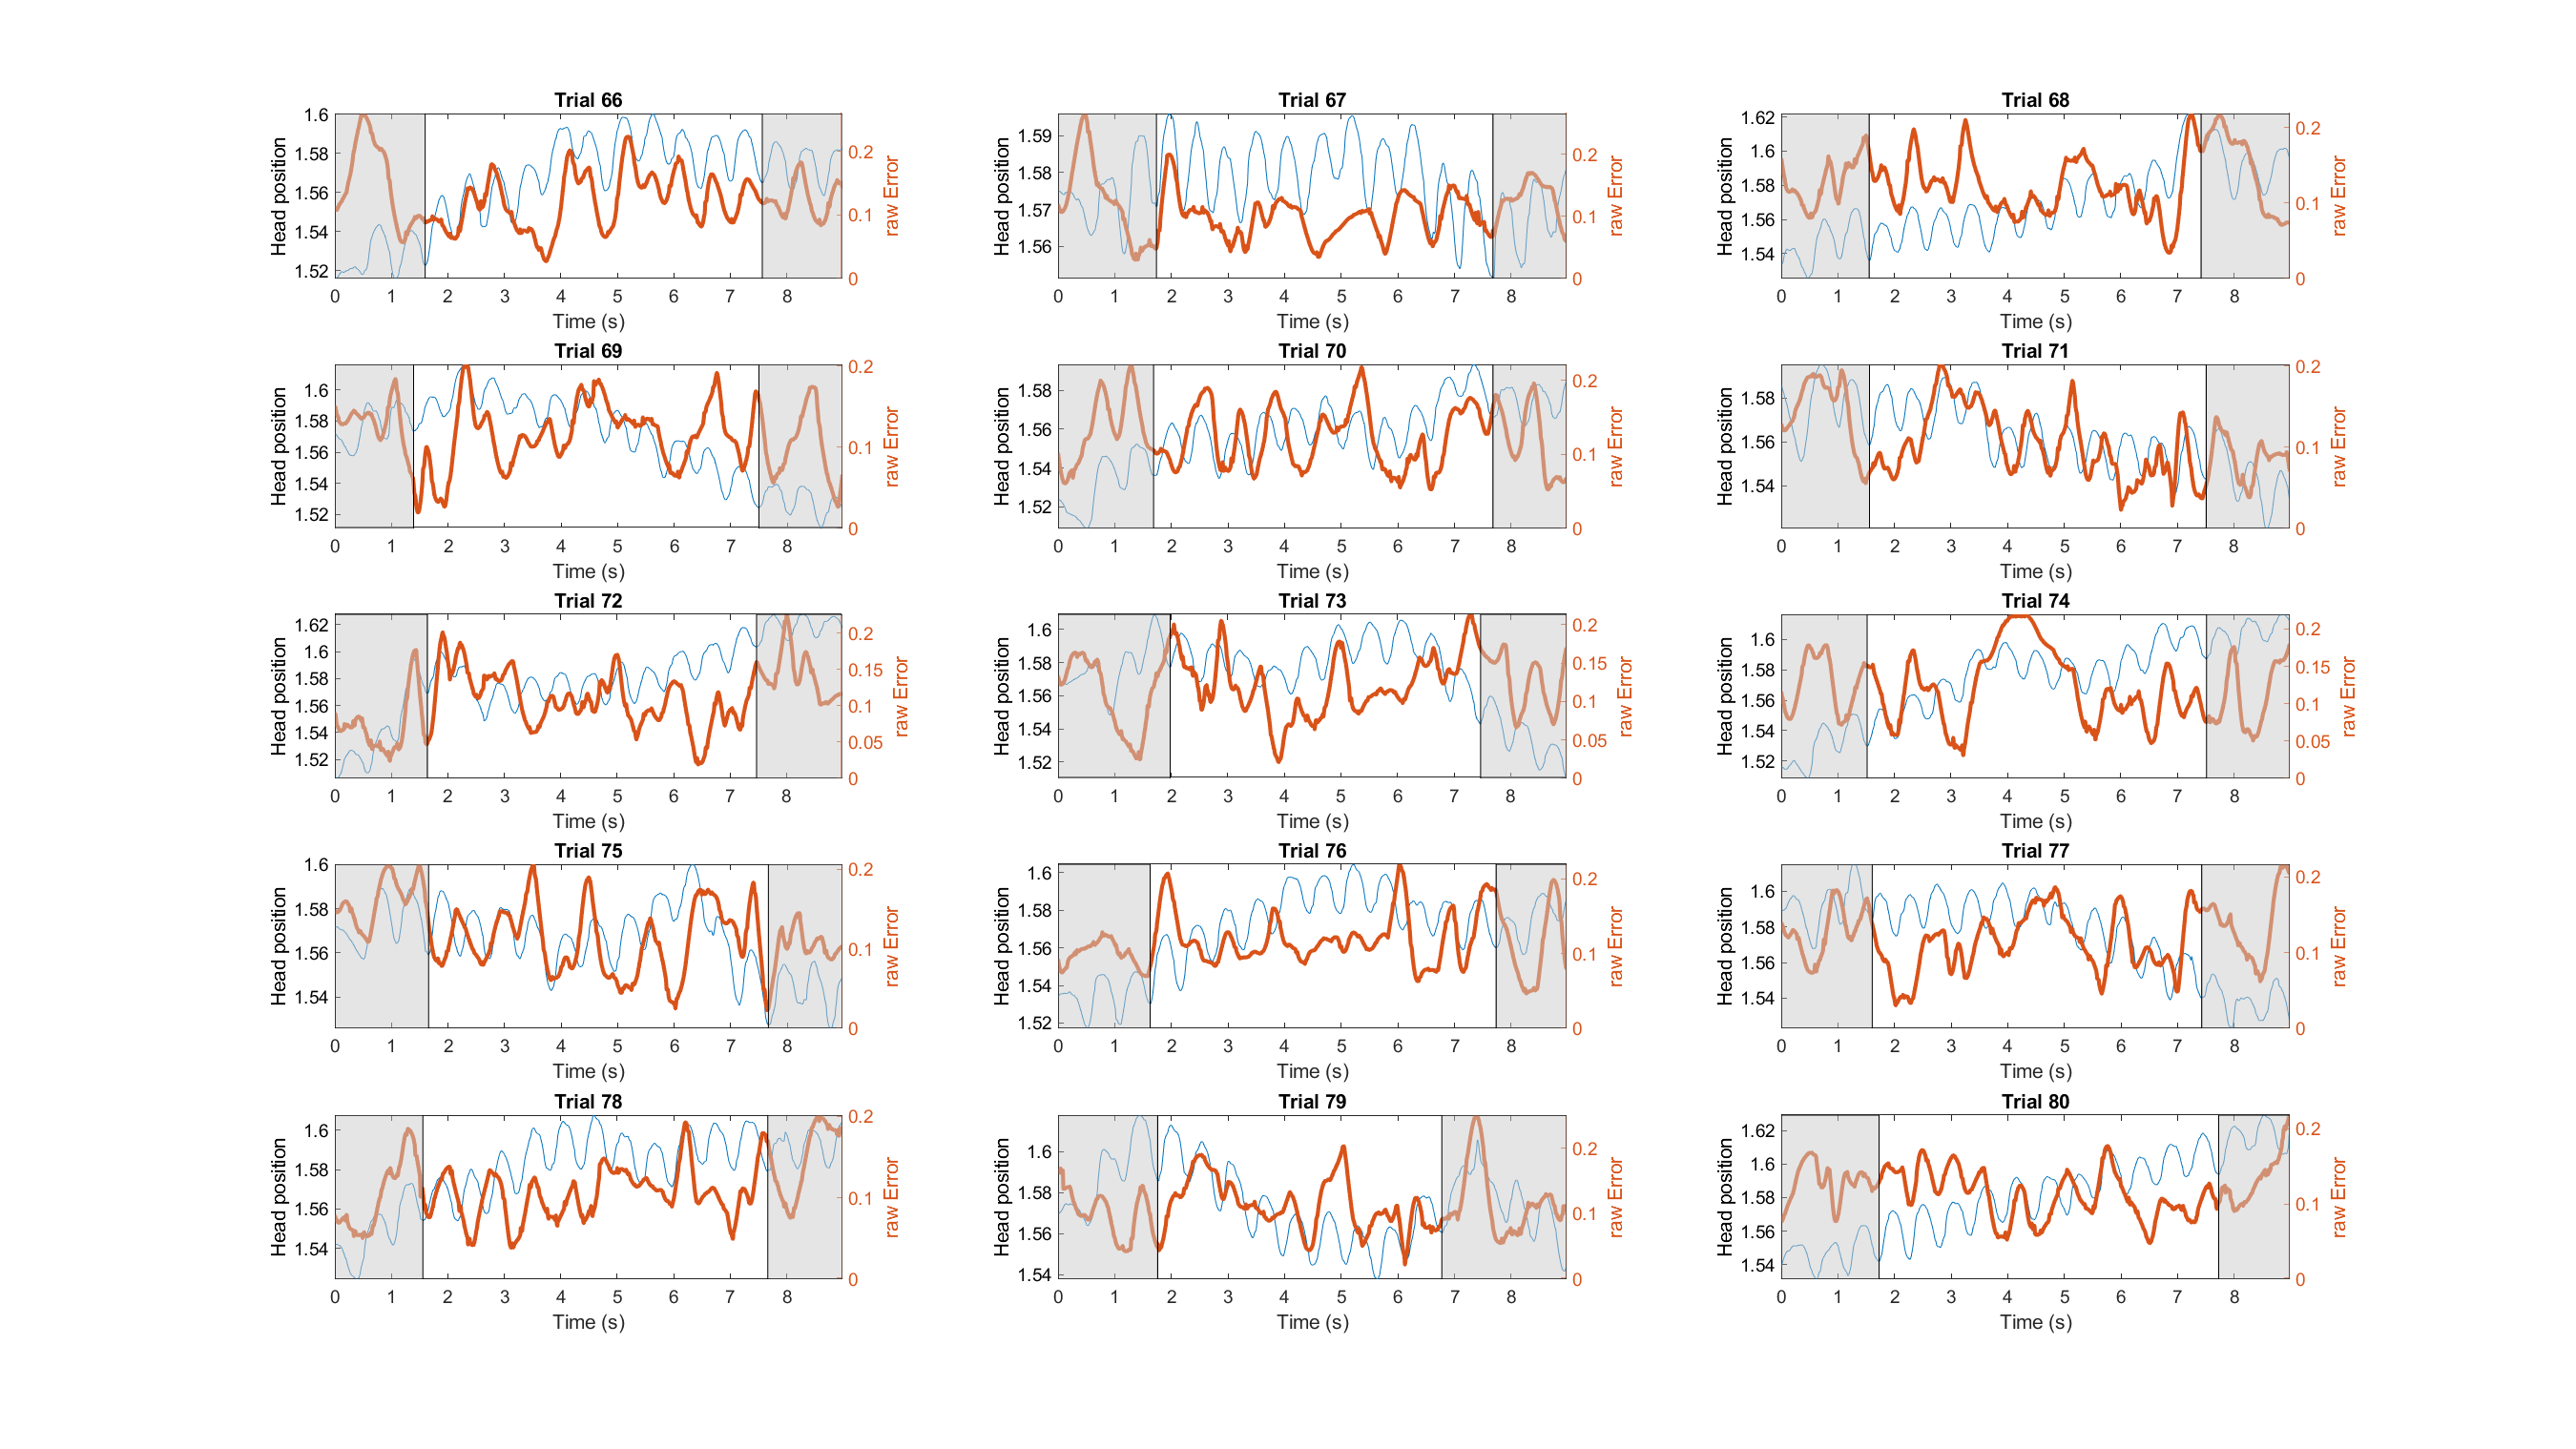 Trial 66
Head position
1.6
1.58
1.56
1.54
1.52
0.2
0.1
0
raw Error
0 1 2 3 4 5 6 7 8
Time (s)
Trial 67
Head position
1.59
1.58
1.57
1.56
0.2
0.1
0
raw Error
0 1 2 3 4 5 6 7 8
Time (s)
Trial 68
Head position
1.62
1.6
1.58
1.56
1.54
0.2
0.1
0
raw Error
0 1 2 3 4 5 6 7 8
Time (s)
Trial 69
Head position
1.6
1.58
1.56
1.54
1.52
0.2
0.1
0
raw Error
0 1 2 3 4 5 6 7 8
Time (s)
Trial 70
Head position
1.58
1.56
1.54
1.52
0.2
0.1
0
raw Error
0 1 2 3 4 5 6 7 8
Time (s)
Trial 71
Head position
1.58
1.56
1.54
0.2
0.1
0
raw Error
0 1 2 3 4 5 6 7 8
Time (s)
Trial 72
Head position
1.62
1.6
1.58
1.56
1.54
1.52
0.2
0.15
0.1
0.05
0
raw Error
0 1 2 3 4 5 6 7 8
Time (s)
Trial 73
Head position
1.6
1.58
1.56
1.54
1.52
0.2
0.15
0.1
0.05
0
raw Error
0 1 2 3 4 5 6 7 8
Time (s)
Trial 74
Head position
1.6
1.58
1.56
1.54
1.52
0.2
0.15
0.1
0.05
0
raw Error
0 1 2 3 4 5 6 7 8
Time (s)
Trial 75
Head position
1.6
1.58
1.56
1.54
0.2
0.1
0
raw Error
0 1 2 3 4 5 6 7 8
Time (s)
Trial 76
Head position
1.6
1.58
1.56
1.54
1.52
0.2
0.1
0
raw Error
0 1 2 3 4 5 6 7 8
Time (s)
Trial 77
Head position
1.6
1.58
1.56
1.54
0.2
0.1
0
raw Error
0 1 2 3 4 5 6 7 8
Time (s)
Trial 78
Head position
1.6
1.58
1.56
1.54
0.2
0.1
0
raw Error
0 1 2 3 4 5 6 7 8
Time (s)
Trial 79
Head position
1.6
1.58
1.56
1.54
0.2
0.1
0
raw Error
0 1 2 3 4 5 6 7 8
Time (s)
Trial 80
Head position
1.62
1.6
1.58
1.56
1.54
0.2
0.1
0
raw Error
0 1 2 3 4 5 6 7 8
Time (s)